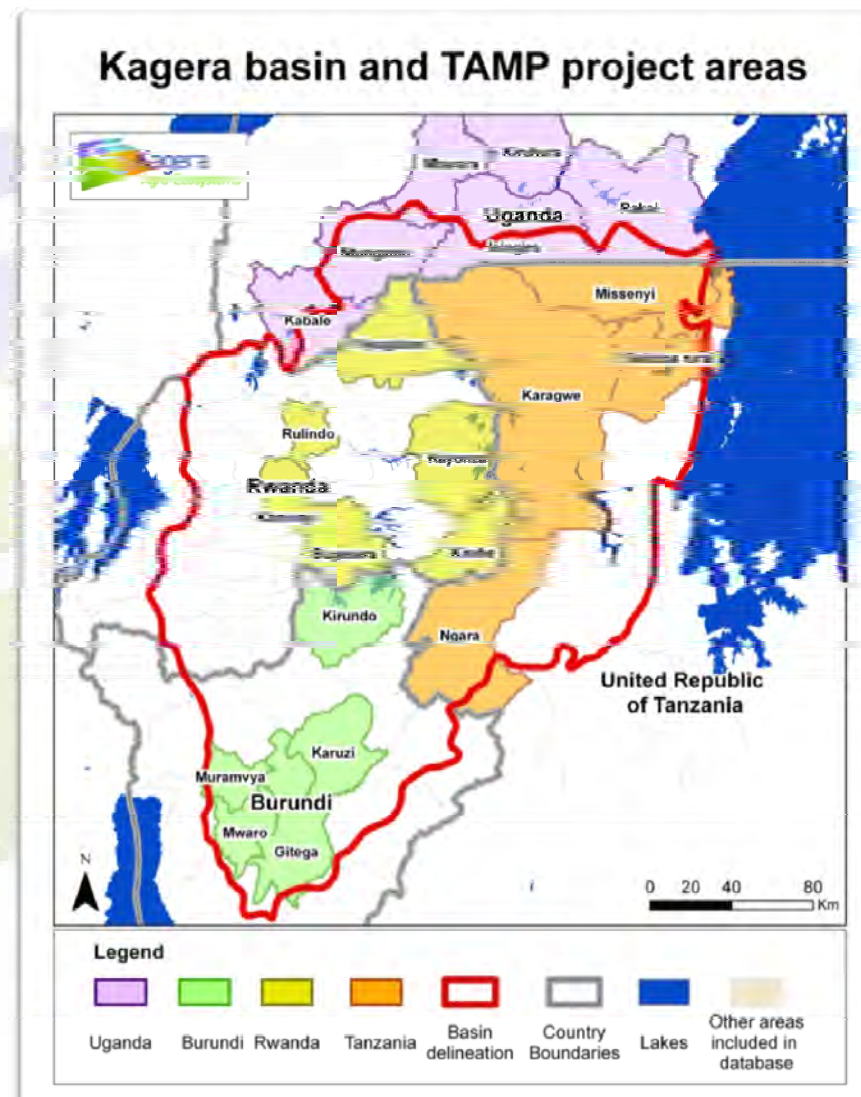 Kagera basin and TAMP project areas
Uganda
Kabale
Missenyi
Karagwe
Rulindo
Rwanda
Kirundo
Ngara
United Republic
of Tanzania
Karuzi
Muramvya
Burundi
Mwaro
Gitega
N
0 20 40 80
Km
Legend
Uganda
Burundi
Rwanda
Tanzania
Basin
delineation
Country
Boundaries
Lakes
Other areas
included in
database